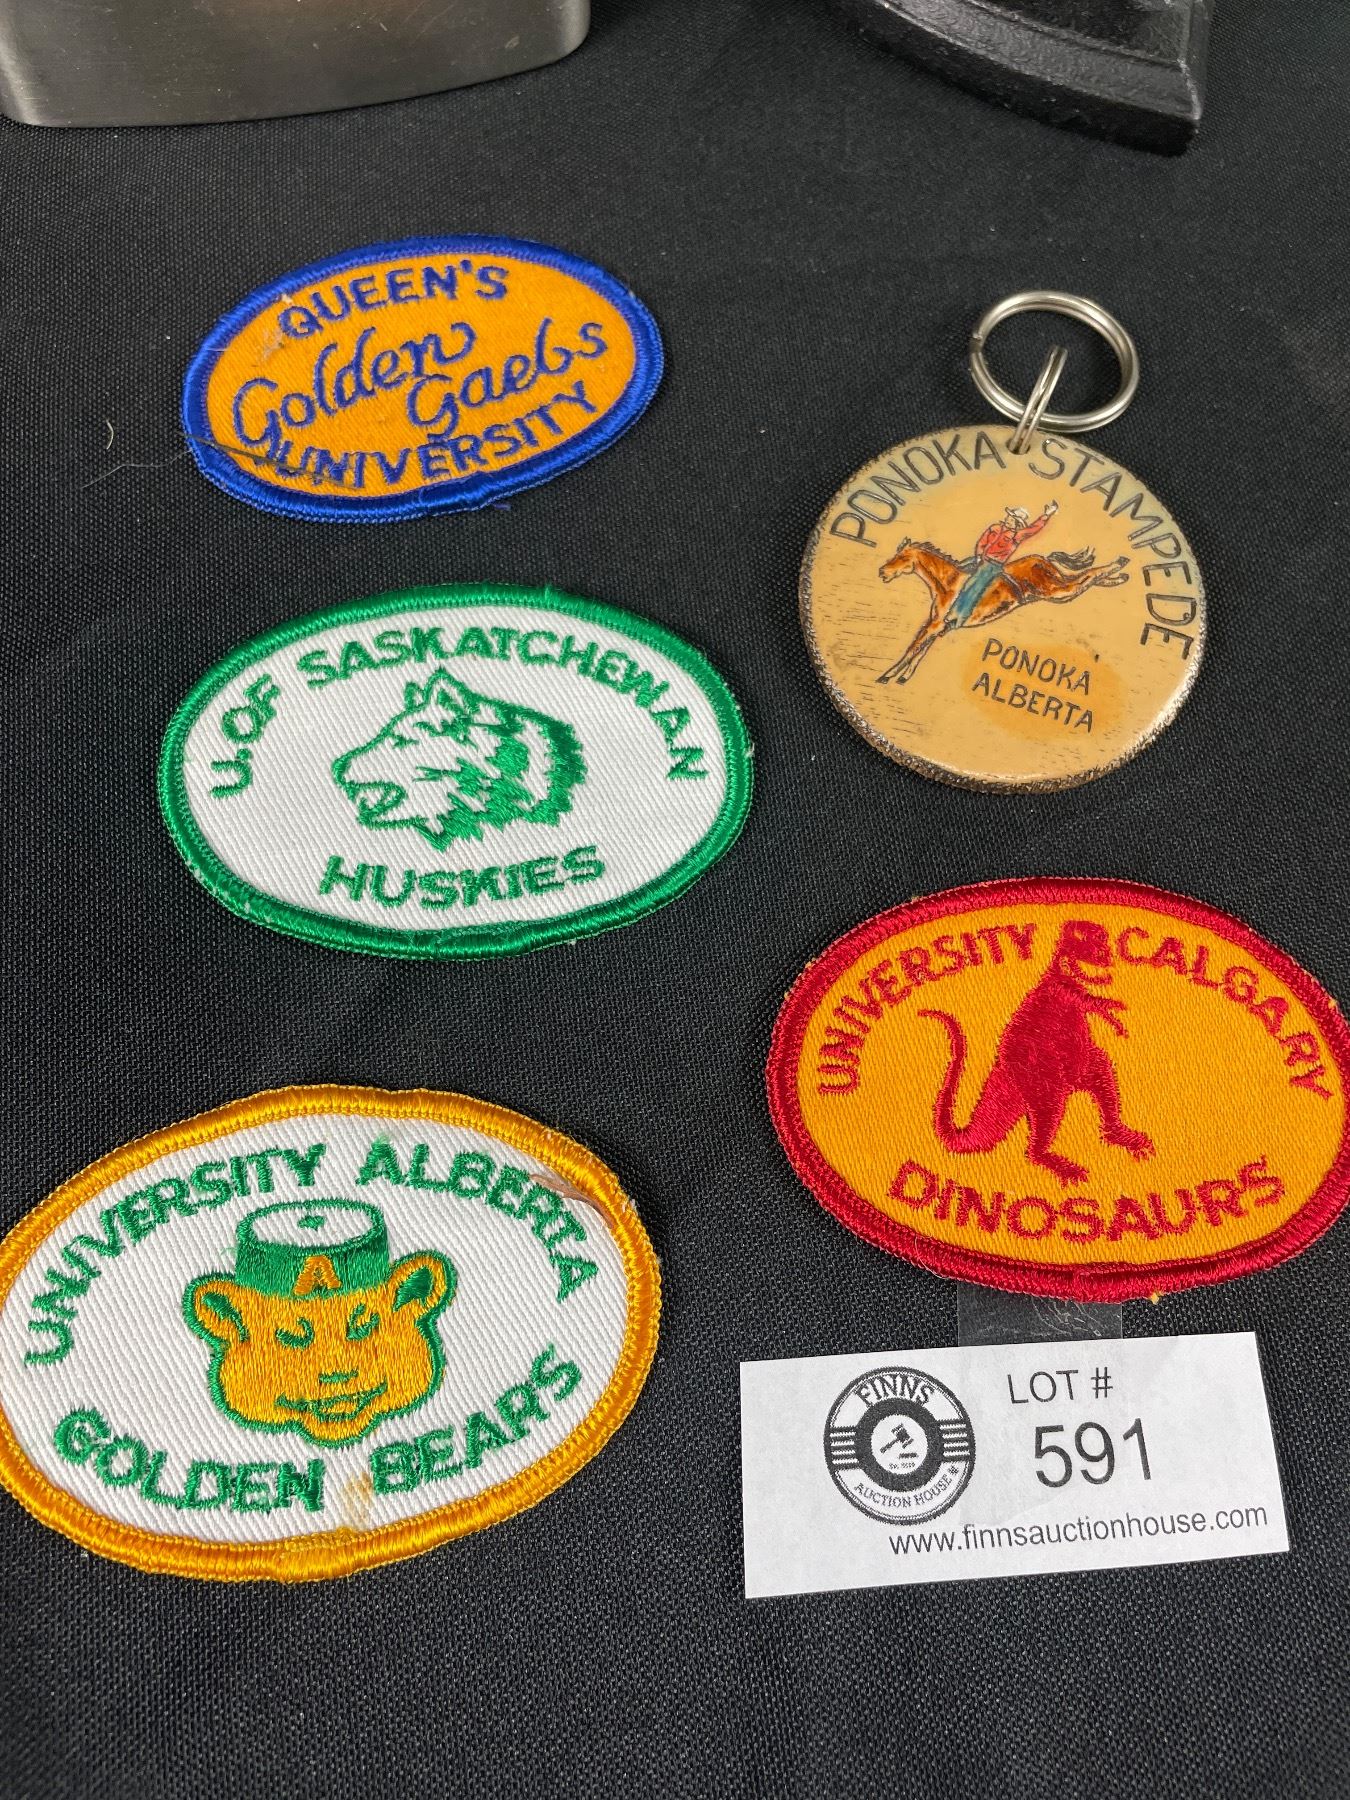 QUEEN'S
Golden
Gaels
UNIVERSITY
PONOKA STAMPEDE
PONOKA
ALBERTA
U. OF SASKATCHEWAN
HUSKIES
UNIVERSITY CALGARY
DINOSAURS
UNIVERSITY ALBERTA
A
GOLDEN BEARS
FINNS
AUCTION HOUSE
LOT #
591
www.finnsauctionhouse.com